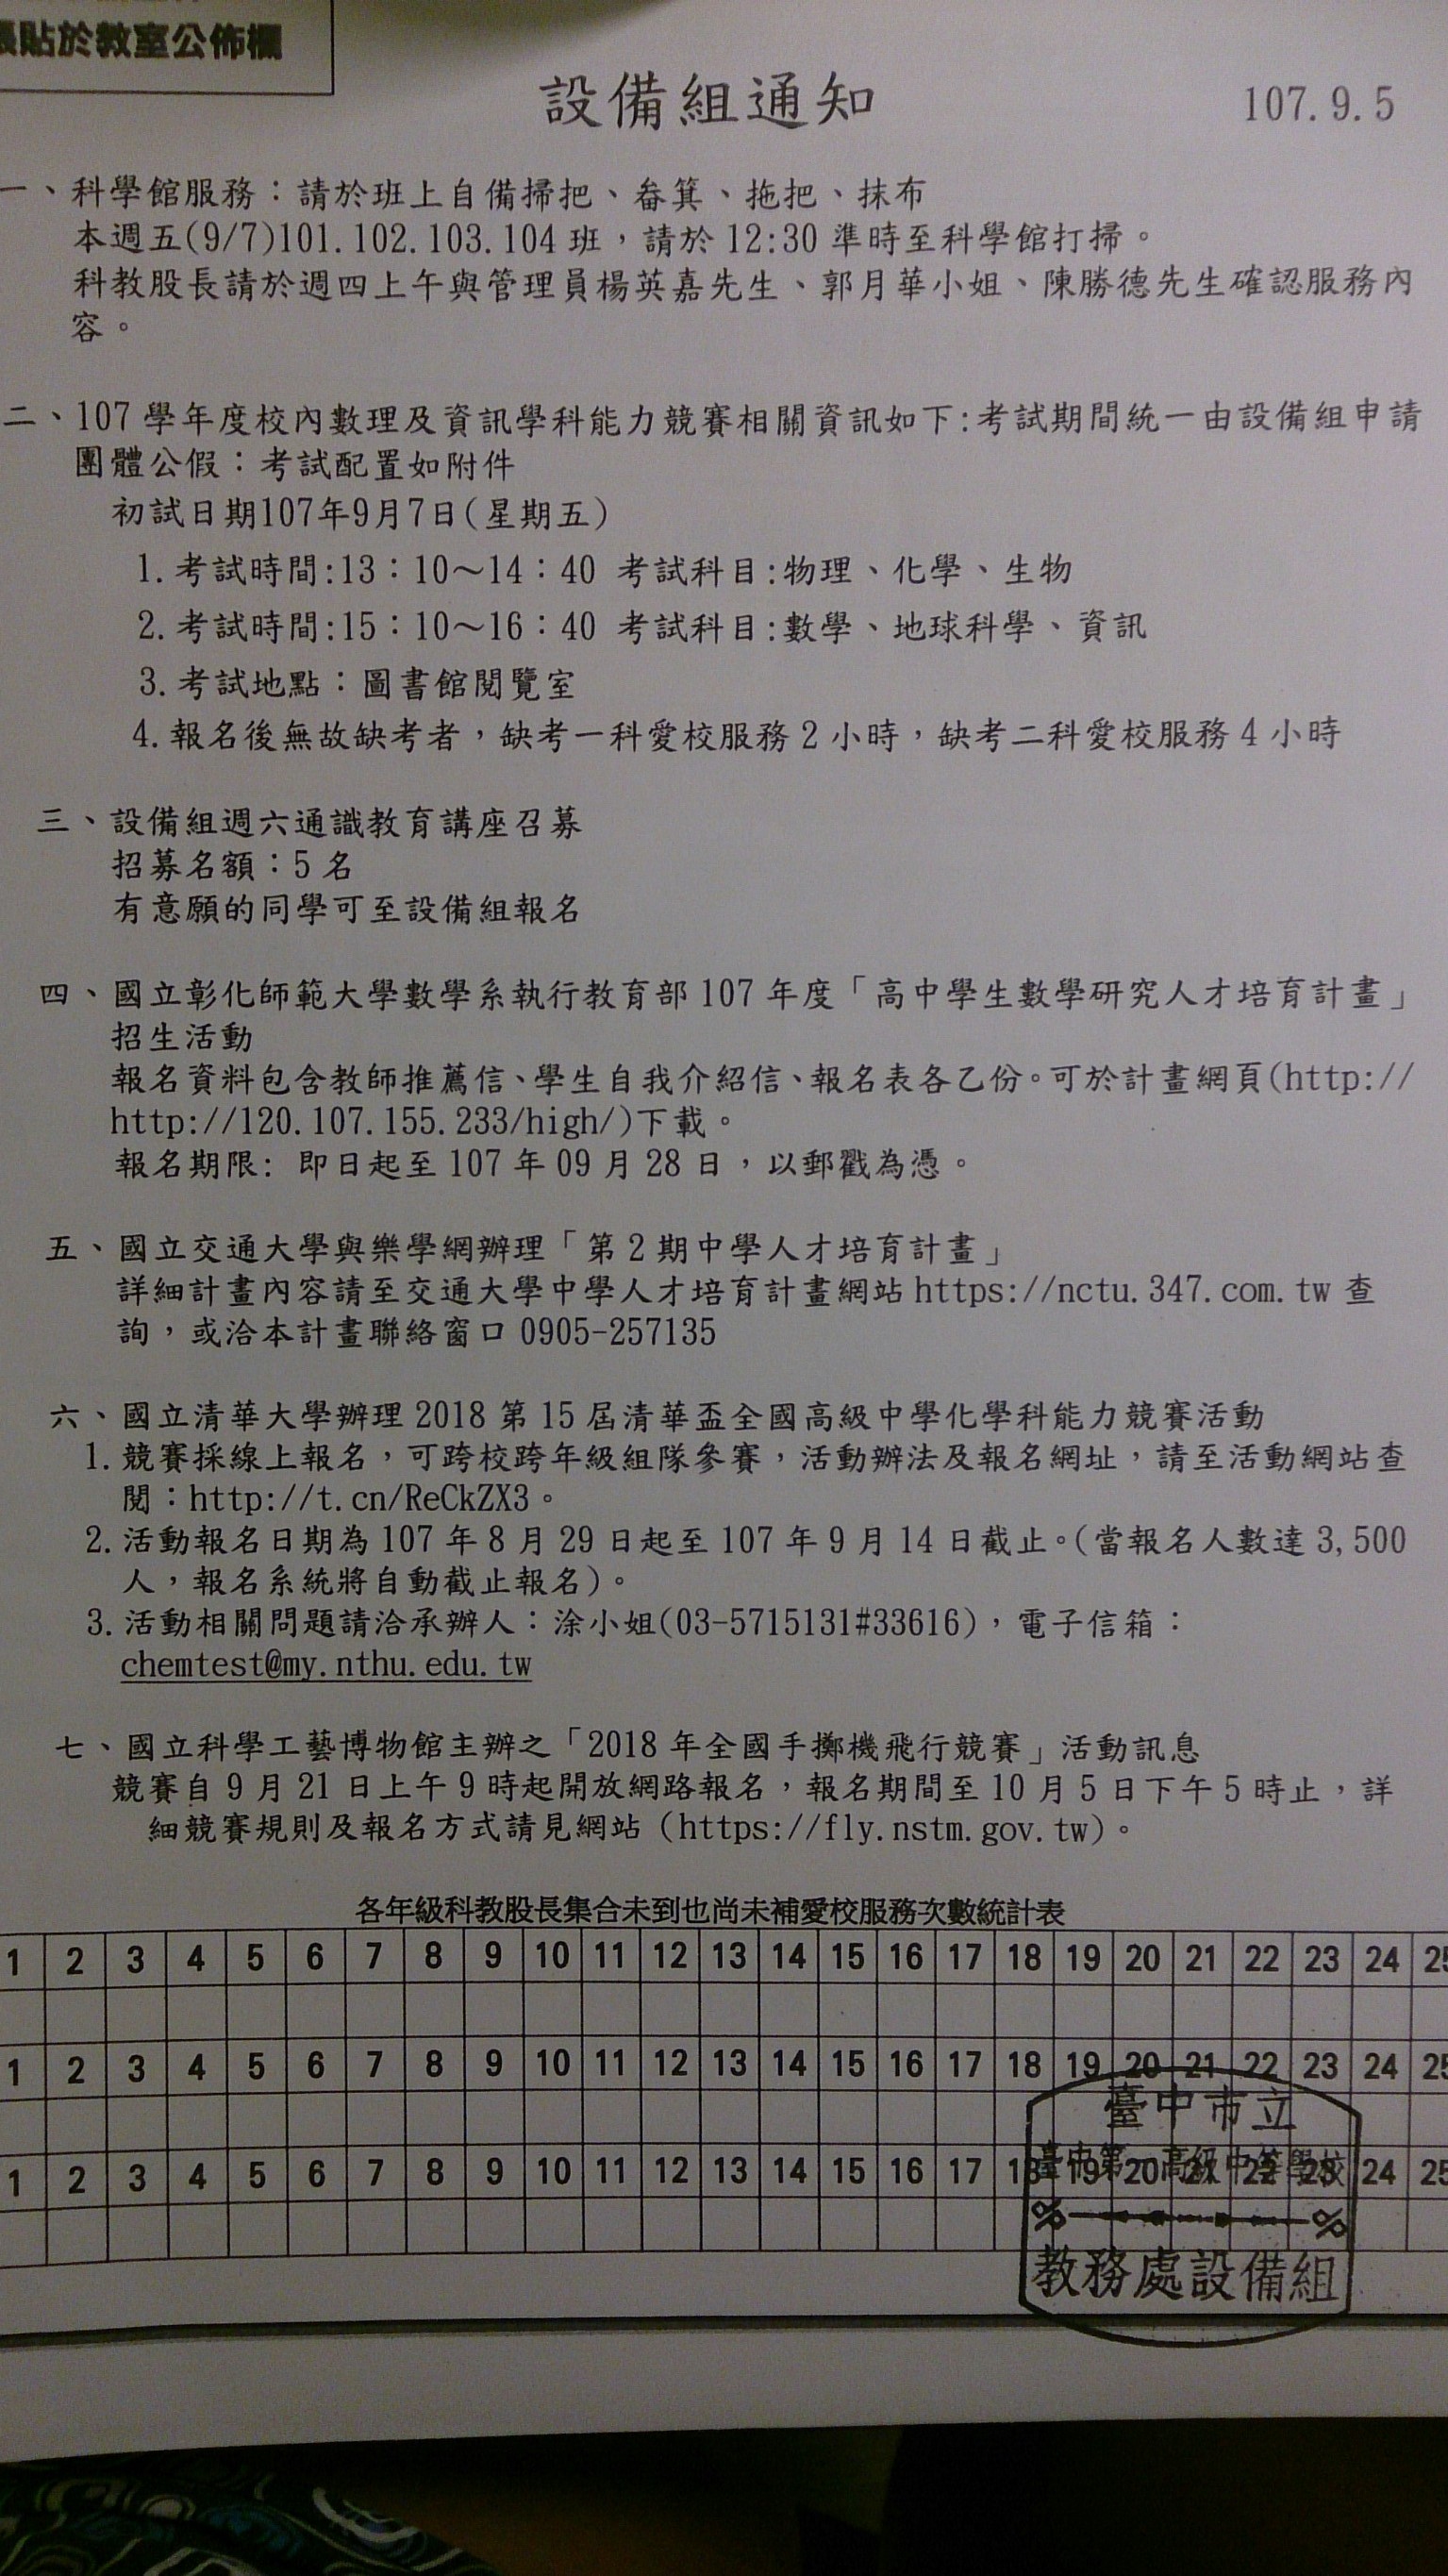 張貼於教室公佈欄
設備組通知
107.9.5
一、科學館服務：請於班上自備掃把、畚箕、拖把、抹布
本週五(9/7)101.102.103.104 班，請於 12:30 準時至科學館打掃。
科教股長請於週四上午與管理員楊英嘉先生、郭月華小姐、陳勝德先生確認服務內
容。
二、107 學年度校內數理及資訊學科能力競賽相關資訊如下:考試期間統一由設備組申請
團體公假：考試配置如附件
初試日期107年9月7日(星期五)
1.考試時間:13：10～14：40 考試科目:物理、化學、生物
2.考試時間:15：10～16：40 考試科目:數學、地球科學、資訊
3.考試地點：圖書館閱覽室
4.報名後無故缺考者，缺考一科愛校服務 2 小時，缺考二科愛校服務 4 小時
三、設備組週六通識教育講座召募
招募名額：5 名
有意願的同學可至設備組報名
四、國立彰化師範大學數學系執行教育部 107 年度「高中學生數學研究人才培育計畫」
招生活動
報名資料包含教師推薦信、學生自我介紹信、報名表各乙份。可於計畫網頁(http://
http://120.107.155.233/high/)下載。
報名期限: 即日起至 107 年 09 月 28 日，以郵戳為憑。
五、國立交通大學與樂學網辦理「第 2 期中學人才培育計畫」
詳細計畫內容請至交通大學中學人才培育計畫網站 https://nctu.347.com.tw 查
詢，或洽本計畫聯絡窗口 0905-257135
六、國立清華大學辦理 2018 第 15 屆清華盃全國高級中學化學科能力競賽活動
1.競賽採線上報名，可跨校跨年級組隊參賽，活動辦法及報名網址，請至活動網站查
閱：http://t.cn/ReCkZX3。
2.活動報名日期為 107 年 8 月 29 日起至 107 年 9 月 14 日截止。(當報名人數達 3,500
人，報名系統將自動截止報名)。
3.活動相關問題請洽承辦人：涂小姐(03-5715131#33616)，電子信箱：
chemtest@my.nthu.edu.tw
七、國立科學工藝博物館主辦之「2018 年全國手擲機飛行競賽」活動訊息
競賽自 9 月 21 日上午 9 時起開放網路報名，報名期間至 10 月 5 日下午 5 時止，詳
細競賽規則及報名方式請見網站 (https://fly.nstm.gov.tw)。
各年級科教股長集合未到也尚未補愛校服務次數統計表
1 2 3 4 5 6 7 8 9 10 11 12 13 14 15 16 17 18 19 20 21 22 23 24 25
1 2 3 4 5 6 7 8 9 10 11 12 13 14 15 16 17 18 19 20 21 22 23 24 25
1 2 3 4 5 6 7 8 9 10 11 12 13 14 15 16 17 18 19 20 21 22 23 24 25
臺中市立
臺中第一高級中等學校
教務處設備組